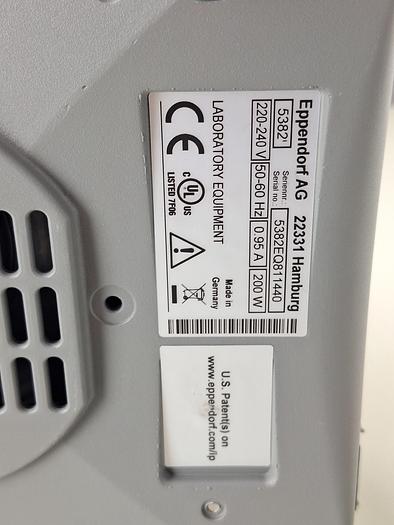 Eppendorf AG 22331 Hamburg
5382' Seriennr.: Serial no.: 5382EQ811440
220-240 V 50-60 Hz 0.95 A 200 W
LABORATORY EQUIPMENT
Made in
Germany
CE
C UL US
LISTED 7F06
U.S. Patent(s) on
www.eppendorf.com/ip